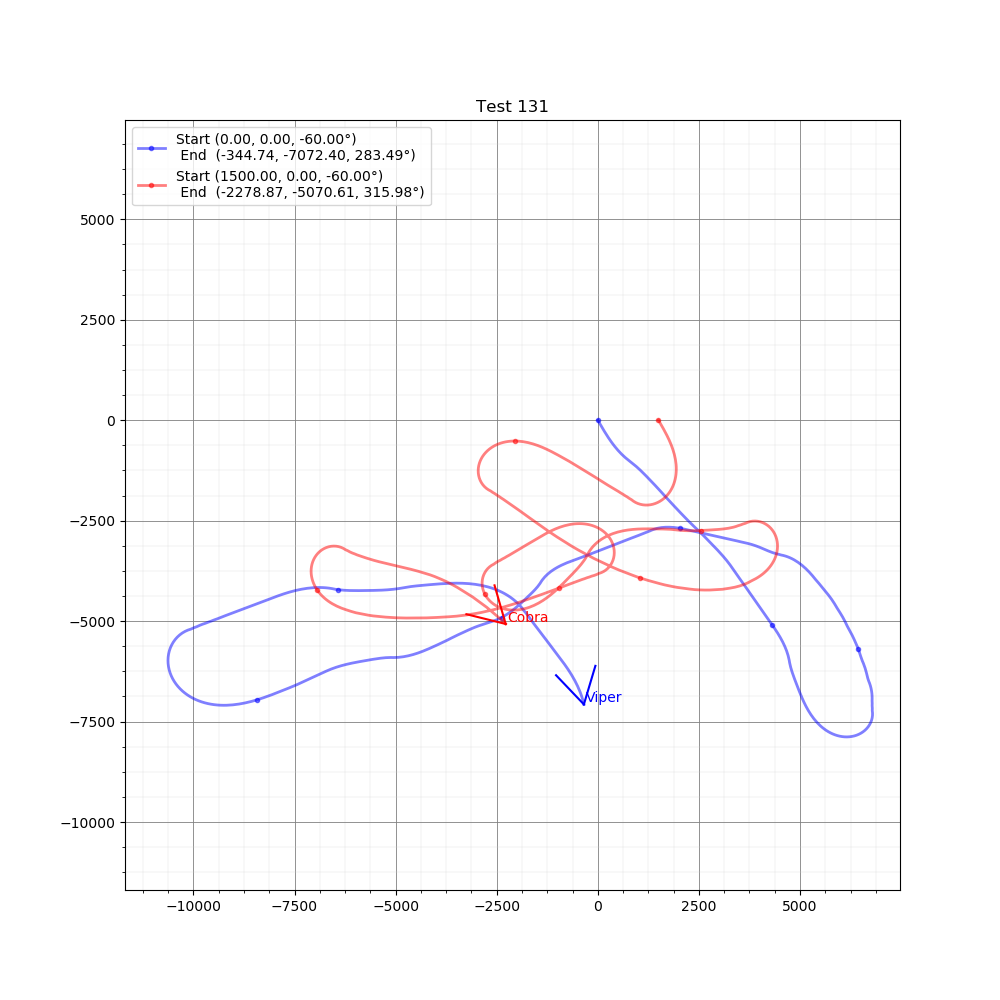 Test 131
Start (0.00, 0.00, -60.00°)
End (-344.74, -7072.40, 283.49°)
Start (1500.00, 0.00, -60.00°)
End (-2278.87, -5070.61, 315.98°)
5000
2500
0
−2500
−5000
−7500
−10000
Cobra
Viper
−10000
−7500
−5000
−2500
0
2500
5000